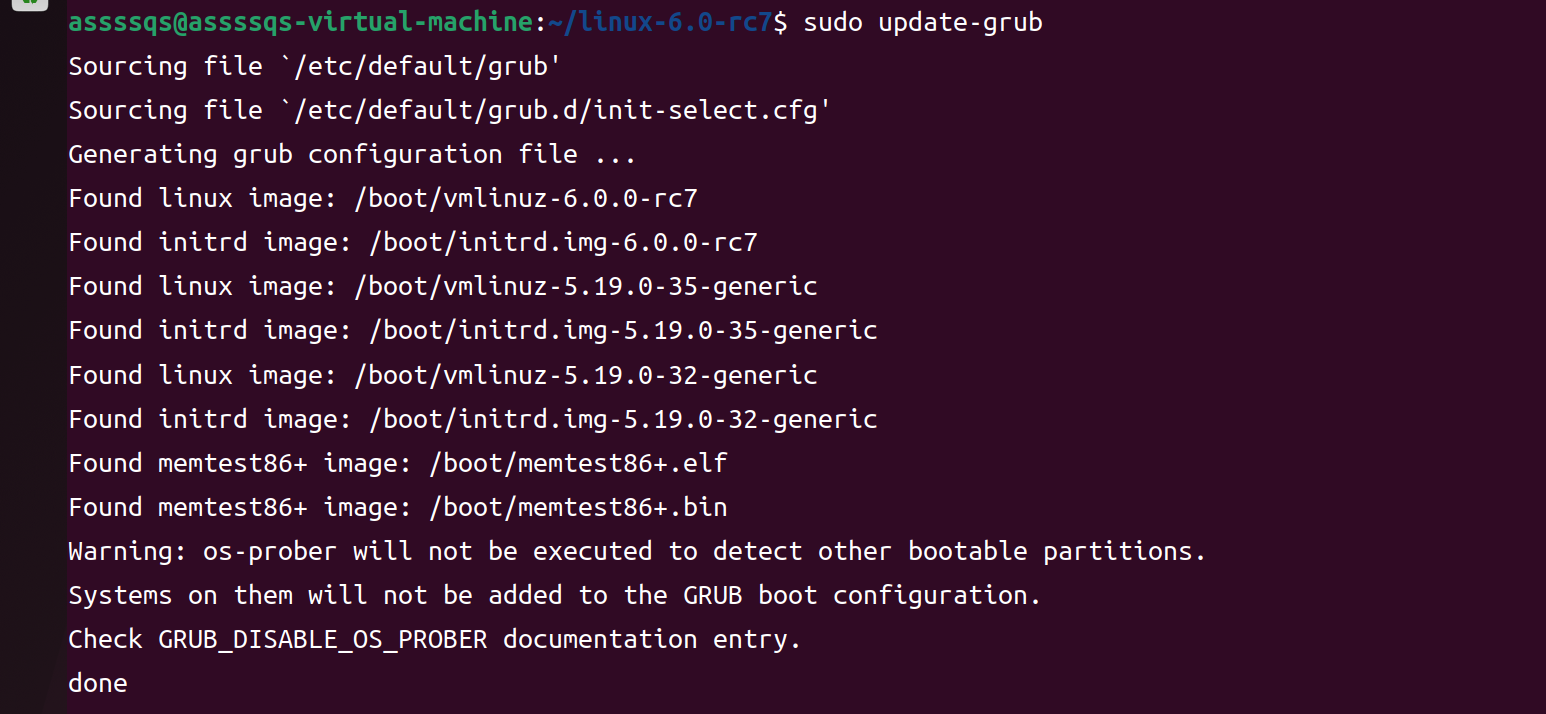 assssqs@assssqs-virtual-machine:~/linux-6.0-rc7$ sudo update-grub
Sourcing file `/etc/default/grub'
Sourcing file `/etc/default/grub.d/init-select.cfg'
Generating grub configuration file ...
Found linux image: /boot/vmlinuz-6.0.0-rc7
Found initrd image: /boot/initrd.img-6.0.0-rc7
Found linux image: /boot/vmlinuz-5.19.0-35-generic
Found initrd image: /boot/initrd.img-5.19.0-35-generic
Found linux image: /boot/vmlinuz-5.19.0-32-generic
Found initrd image: /boot/initrd.img-5.19.0-32-generic
Found memtest86+ image: /boot/memtest86+.elf
Found memtest86+ image: /boot/memtest86+.bin
Warning: os-prober will not be executed to detect other bootable partitions.
Systems on them will not be added to the GRUB boot configuration.
Check GRUB_DISABLE_OS_PROBER documentation entry.
done